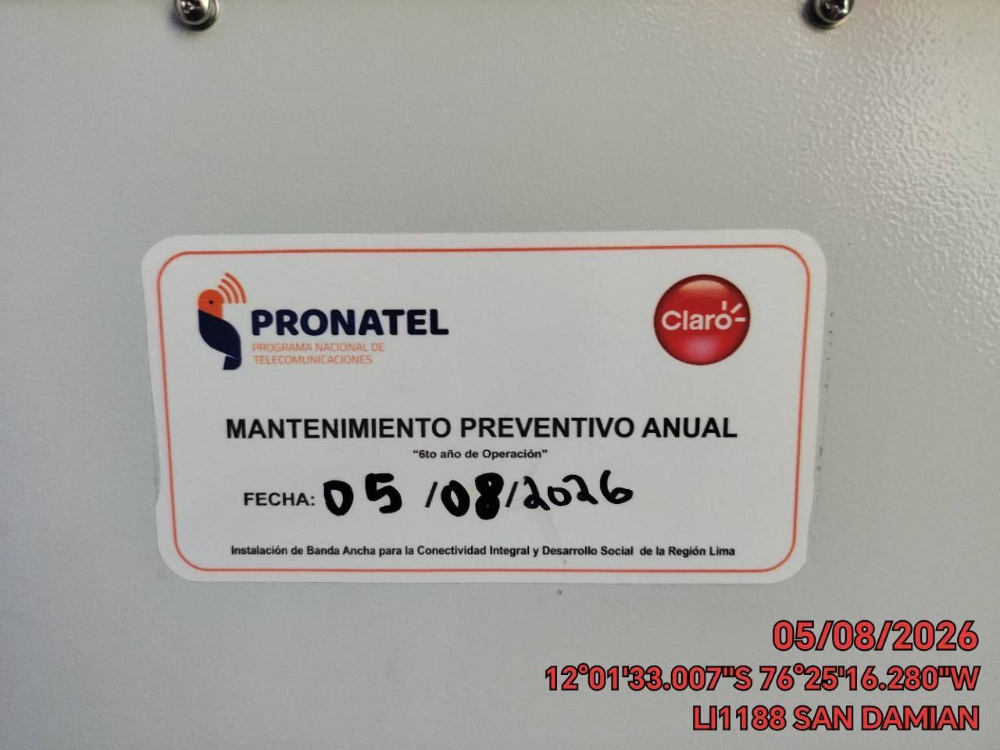 PRONATEL
PROGRAMA NACIONAL DE
TELECOMUNICACIONES
Claro
MANTENIMIENTO PREVENTIVO ANUAL
“6to año de Operación”
FECHA: 05/08/2026
Instalación de Banda Ancha para la Conectividad Integral y Desarrollo Social de la Región Lima
05/08/2026
12°01'33.007"S 76°25'16.280"W
LI1188 SAN DAMIAN